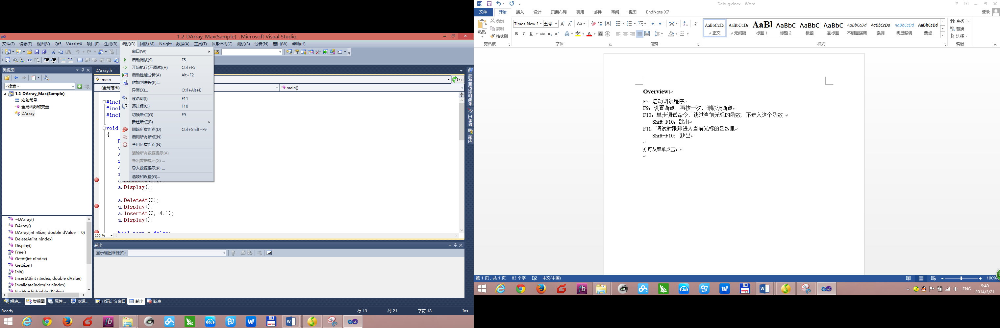 1.2-DArray_Max(Sample) - Microsoft Visual Studio
文件(F) 编辑(E) 视图(V) Qt5 VAssistX 项目(P) 生成(B) 调试(D) 团队(M) Nsight 数据(A) 工具(T) 体系结构(C) 测试(S) 分析(N) 窗口(W) 帮助(H)
窗口(W)
启动调试(S) F5
开始执行(不调试)(H) Ctrl+F5
启动性能分析(A) Alt+F2
附加到进程(P)...
异常(X)... Ctrl+Alt+E
逐语句(I) F11
逐过程(O) F10
切换断点(G) F9
新建断点(B)
删除所有断点(D) Ctrl+Shift+F9
启用所有断点(N)
禁用所有断点(N)
清除所有数据提示(A)
导出数据提示(X) ...
导入数据提示(P) ...
选项和设置(G)...
类视图
<搜索>
1.2-DArray_Max(Sample)
宏和常量
全局函数和变量
DArray
~DArray()
DArray()
DArray(int nSize, double dValue = 0)
DeleteAt(int nIndex)
Display()
Free()
GetAt(int nIndex)
GetSize()
Init()
InsertAt(int nIndex, double dValue)
InvalidateIndex(int nIndex)
PushBack(double dValue)
解决... 类视图 属性... 资源...
DArray.h
main
Go
(全局范围)
main()
#incl
#incl
#incl
void
{
a.Display();
a.DeleteAt(0);
a.Display();
a.InsertAt(0, 4.1);
a.Display();
bool test = false;
100 %
输出
显示输出来源(S):
代码定义窗口 输出 断点
服务器资源管理器
工具箱
属性
Ready
行 13 列 21 字符 18 Ins
Debug.docx - Word
文件 开始 插入 设计 页面布局 引用 邮件 审阅 视图 EndNote X7
登录
粘贴
剪切
复制
格式刷
剪贴板
Times New F 五号
字体
段落
AaBbCcDc AaBbCcDc AaBl AaBbC AaBbC AaBbC AaBbCcDd AaBbCcDd AaBbCcDd AaBbCcDd
正文 无间隔 标题 1 标题 2 标题 副标题 不明显强调 强调 明显强调 要点
样式
查找
替换
选择
编辑
Overview:
F5: 启动调试程序
F9：设置断点，再按一次，删除该断点
F10：单步调试命令，跳过当前光标的函数，不进入这个函数
Shift+F10：跳出
F11：调试时跟踪进入当前光标的函数里
Shift+F10: 跳出
亦可从菜单点击：
第 1 页，共 1 页 83 个字 中文(中国)
100%
ENG
9:40
2014/3/21